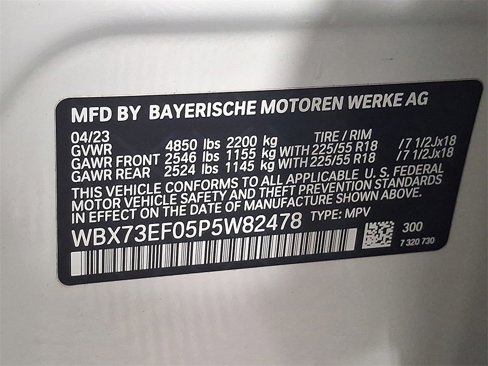 MFD BY BAYERISCHE MOTOREN WERKE AG
04/23 TIRE / RIM
GVWR 4850 lbs 2200 kg
GAWR FRONT 2546 lbs 1155 kg WITH 225/55 R18 /7 1/2Jx18
GAWR REAR 2524 lbs 1145 kg WITH 225/55 R18 /7 1/2Jx18
THIS VEHICLE CONFORMS TO ALL APPLICABLE U. S. FEDERAL
MOTOR VEHICLE SAFETY AND THEFT PREVENTION STANDARDS
IN EFFECT ON THE DATE OF MANUFACTURE SHOWN ABOVE.
WBX73EF05P5W82478 TYPE: MPV
300
7 320 730